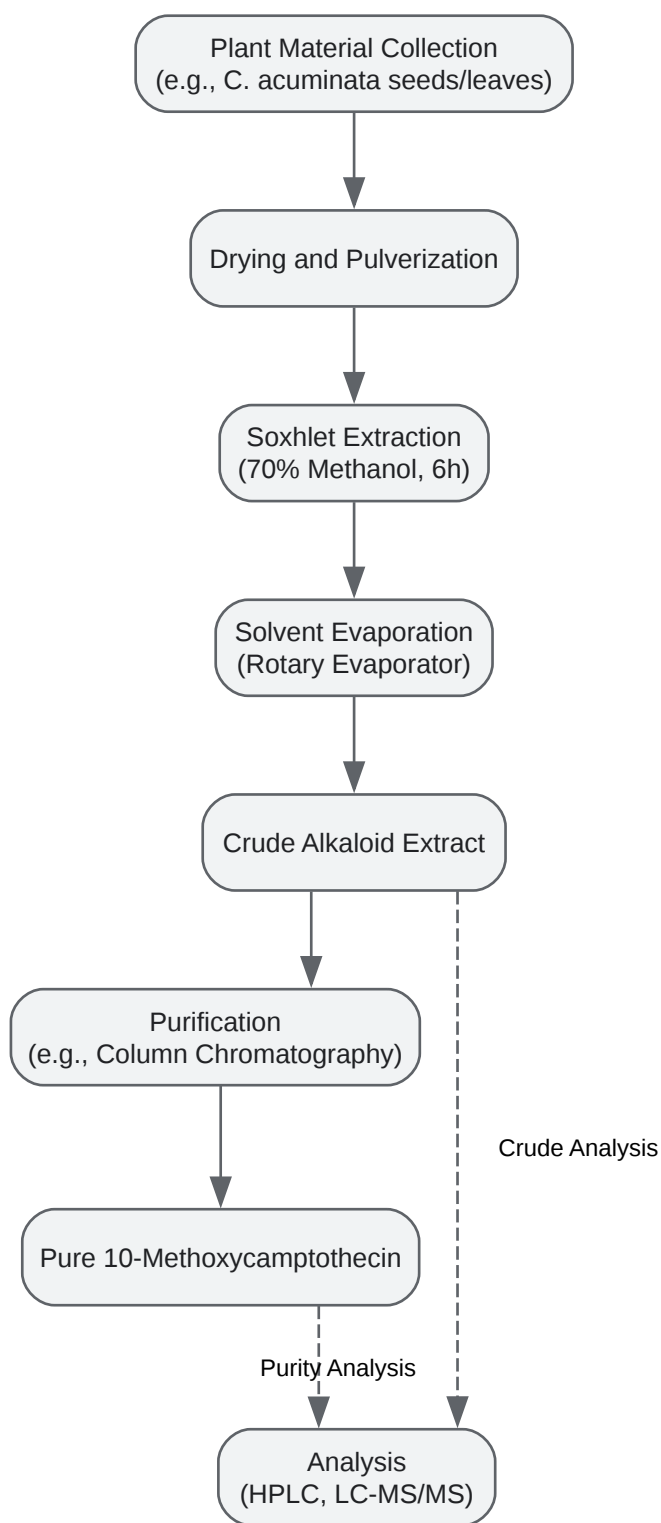 Plant Material Collection
(e.g., C. acuminata seeds/leaves)
Drying and Pulverization
Soxhlet Extraction
(70% Methanol, 6h)
Solvent Evaporation
(Rotary Evaporator)
Crude Alkaloid Extract
Purification
(e.g., Column Chromatography)
Crude Analysis
Pure 10-Methoxycamptothecin
Purity Analysis
Analysis
(HPLC, LC-MS/MS)